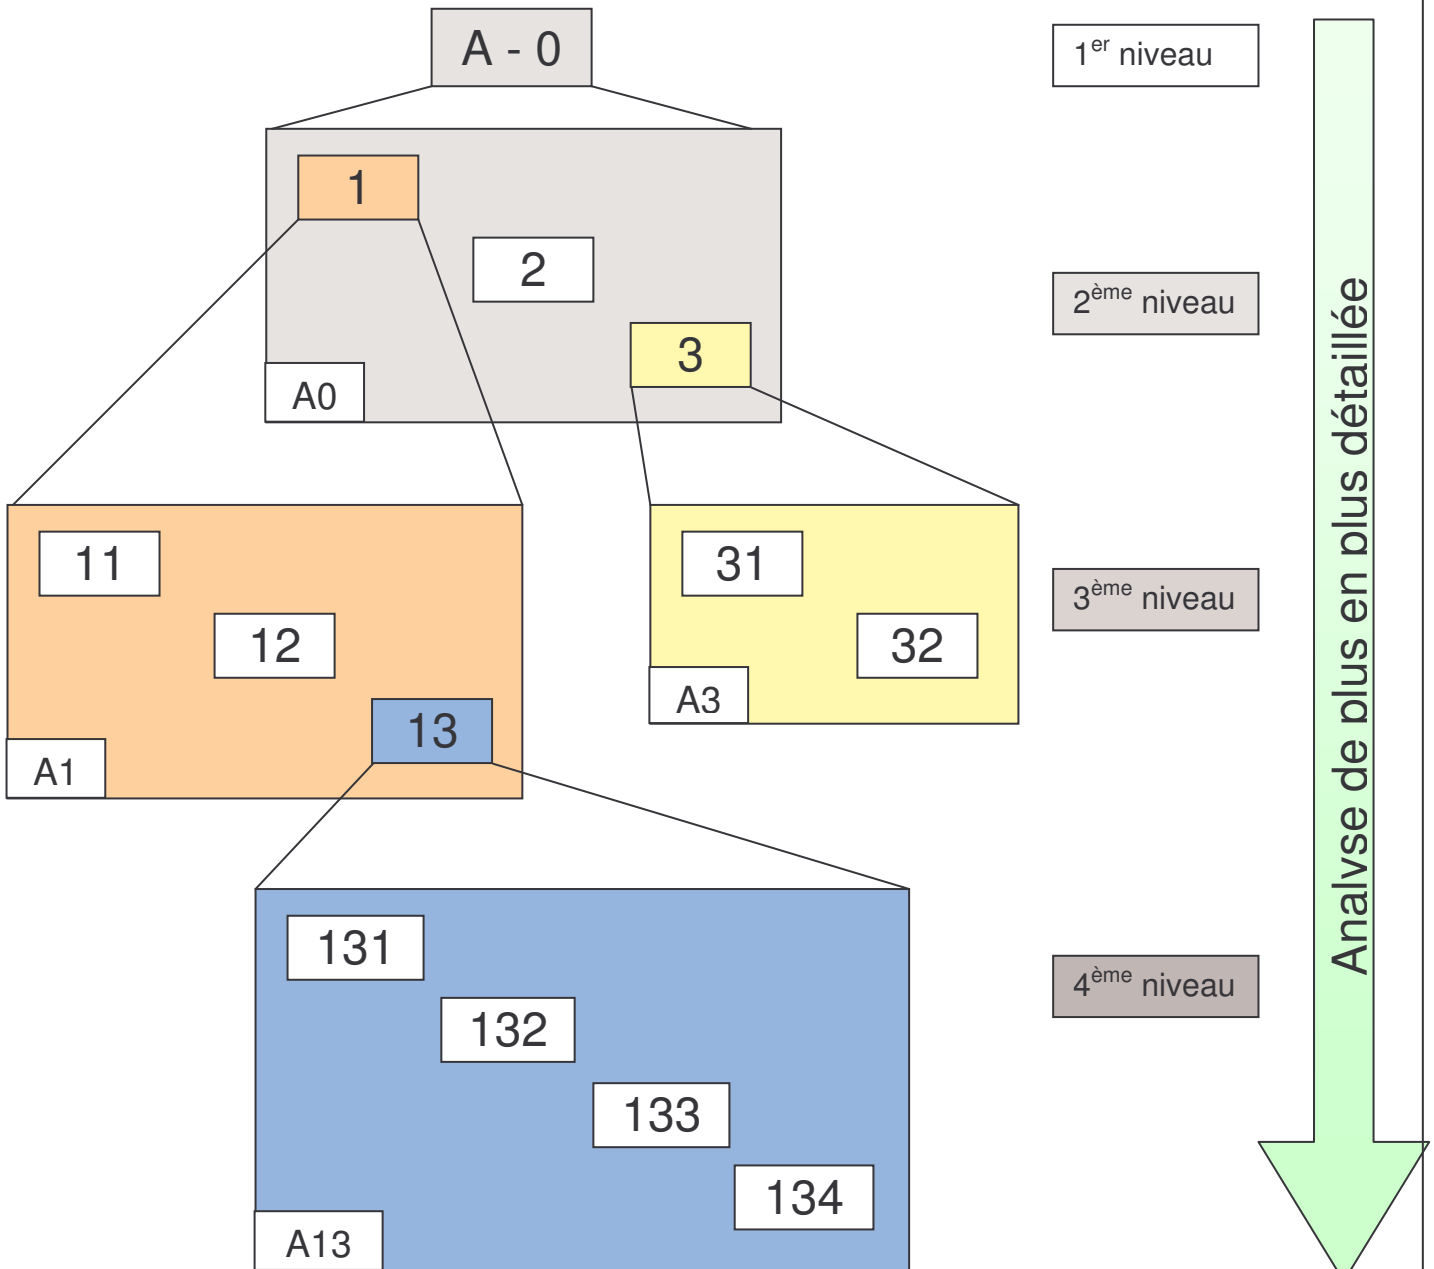 A - 0
1er niveau
1
2
2ème niveau
3
A0
11
31
12
3ème niveau
32
A3
13
A1
131
4ème niveau
132
133
134
A13
Analyse de plus en plus détaillée